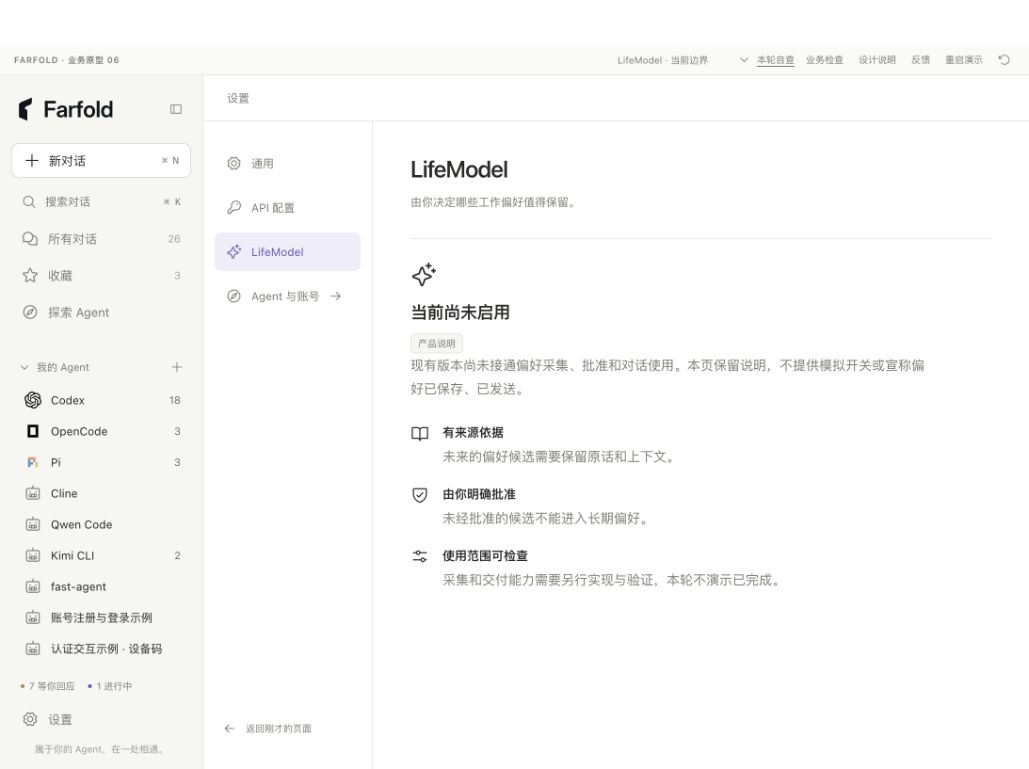 FARFOLD · 业务原型 06
LifeModel · 当前边界
本轮自查
业务检查
设计说明
反馈
重启演示
Farfold
新对话
⌘ N
搜索对话
⌘ K
所有对话
26
收藏
3
探索 Agent
我的 Agent
Codex
18
OpenCode
3
Pi
3
Cline
Qwen Code
Kimi CLI
2
fast-agent
账号注册与登录示例
认证交互示例 · 设备码
7 等你回应
1 进行中
设置
属于你的 Agent，在一处相遇。
设置
通用
API 配置
LifeModel
Agent 与账号 →
← 返回刚才的页面
LifeModel
由你决定哪些工作偏好值得保留。
当前尚未启用
产品说明
现有版本尚未接通偏好采集、批准和对话使用。本页保留说明，不提供模拟开关或宣称偏
好已保存、已发送。
有来源依据
未来的偏好候选需要保留原话和上下文。
由你明确批准
未经批准的候选不能进入长期偏好。
使用范围可检查
采集和交付能力需要另行实现与验证，本轮不演示已完成。